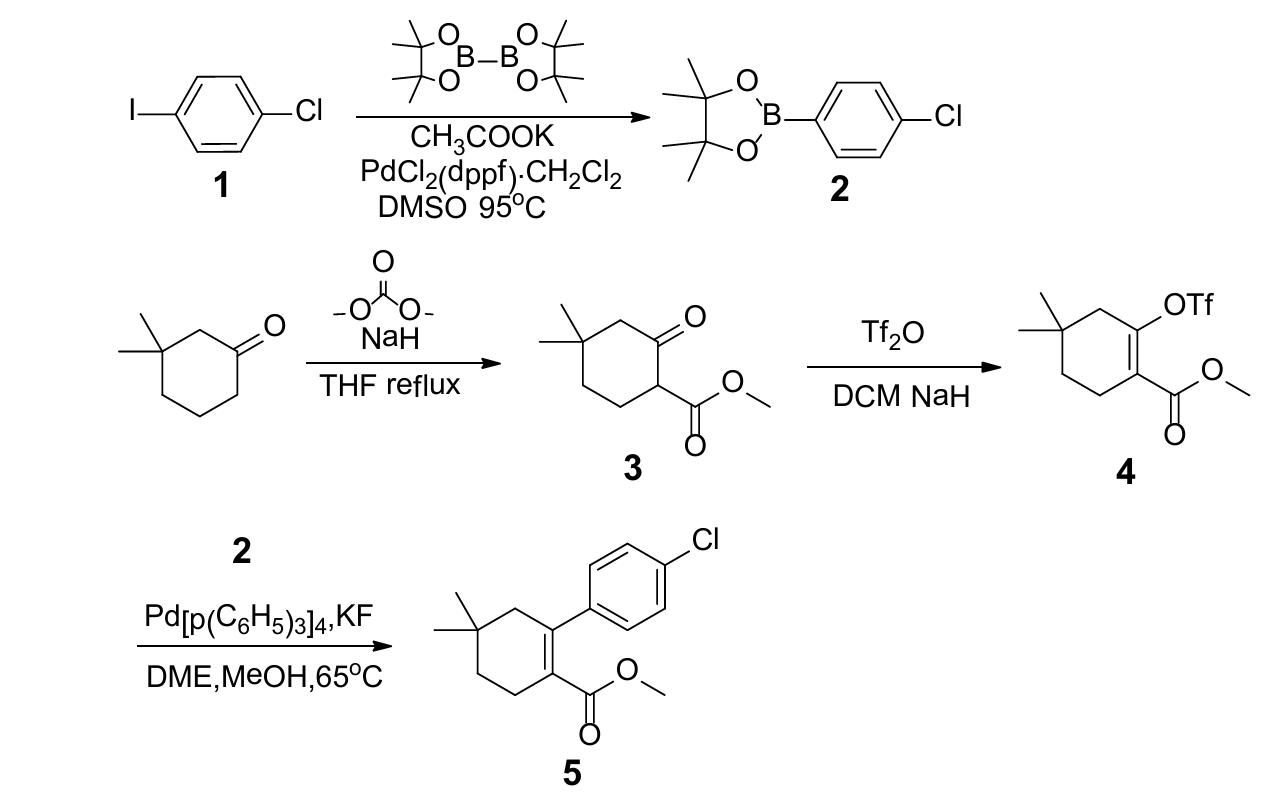 O O
B B
O O
I Cl
1
CH3COOK
PdCl2(dppf)·CH2Cl2
DMSO 95oC
O
B
O
Cl
2
O
O O
NaH
THF reflux
O
O
O
O
3
Tf2O
DCM NaH
OTf
O
O
4
2
Pd[p(C6H5)3]4,KF
DME,MeOH,65oC
Cl
O
O
5